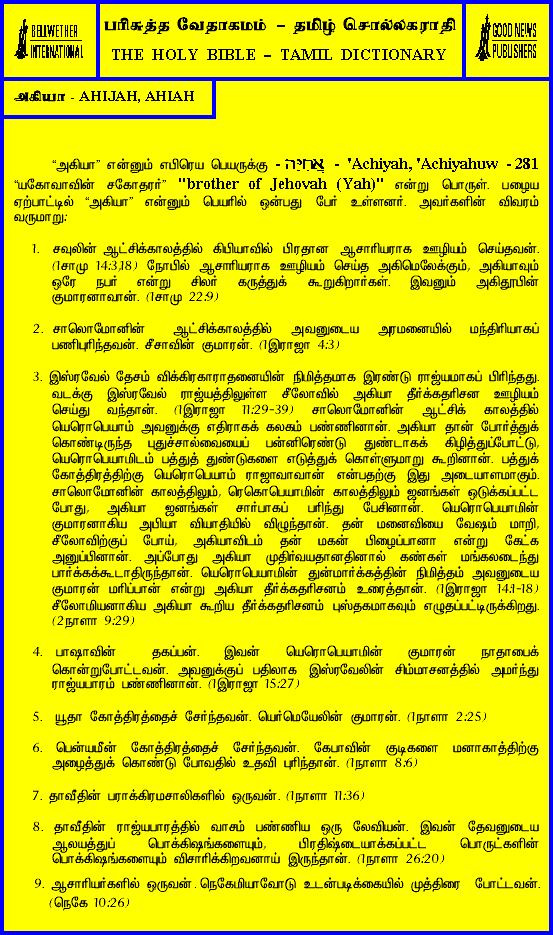 BELLWETHER
INTERNATIONAL
பரிசுத்த வேதாகமம் – தமிழ் சொல்லகராதி
THE HOLY BIBLE – TAMIL DICTIONARY
GOOD NEWS
PUBLISHERS
அகியா - AHIJAH, AHIAH
“அகியா” என்னும் எபிரெய பெயருக்கு - אֲחִיָּה - 'Achiyah, 'Achiyahuw - 281
“யகோவாவின் சகோதரர்” "brother of Jehovah (Yah)" என்று பொருள். பழைய
ஏற்பாட்டில் “அகியா” என்னும் பெயரில் ஒன்பது பேர் உள்ளனர். அவர்களின் விவரம்
வருமாறு:
1. சவுலின் ஆட்சிக்காலத்தில் கிபியாவில் பிரதான ஆசாரியராக ஊழியம் செய்தவன்.
(1சாமு 14:3,18) நோபில் ஆசாரியராக ஊழியம் செய்த அகிமெலேக்கும், அகியாவும்
ஒரே நபர் என்று சிலர் கருத்துக் கூறுகிறார்கள். இவனும் அகிதூபின்
குமாரனாவான். (1சாமு 22:9)
2. சாலொமோனின் ஆட்சிக்காலத்தில் அவனுடைய அரமனையில் மந்திரியாகப்
பணிபுரிந்தவன். சீசாவின் குமாரன். (1இராஜா 4:3)
3. இஸ்ரவேல் தேசம் விக்கிரகாராதனையின் நிமித்தமாக இரண்டு ராஜ்யமாகப் பிரிந்தது.
வடக்கு இஸ்ரவேல் ராஜ்யத்திலுள்ள சீலோவில் அகியா தீர்க்கதரிசன ஊழியம்
செய்து வந்தான். (1இராஜா 11:29-39) சாலொமோனின் ஆட்சிக் காலத்தில்
யெரொபெயாம் அவனுக்கு எதிராகக் கலகம் பண்ணினான். அகியா தான் போர்த்துக்
கொண்டிருந்த புதுச்சால்வையைப் பன்னிரெண்டு துண்டாகக் கிழித்துப்போட்டு,
யெரொபெயாமிடம் பத்துத் துண்டுகளை எடுத்துக் கொள்ளுமாறு கூறினான். பத்துக்
கோத்திரத்திற்கு யெரொபெயாம் ராஜாவாவான் என்பதற்கு இது அடையாளமாகும்.
சாலொமோனின் காலத்திலும், ரெகொபெயாமின் காலத்திலும் ஜனங்கள் ஒடுக்கப்பட்ட
போது, அகியா ஜனங்கள் சார்பாகப் பரிந்து பேசினான். யெரொபெயாமின்
குமாரனாகிய அபியா வியாதியில் விழுந்தான். தன் மனைவியை வேஷம் மாறி,
சீலோவிற்குப் போய், அகியாவிடம் தன் மகன் பிழைப்பானா என்று கேட்க
அனுப்பினான். அப்போது அகியா முதிர்வயதானதினால் கண்கள் மங்கலடைந்து
பார்க்கக்கூடாதிருந்தான். யெரொபெயாமின் துன்மார்க்கத்தின் நிமித்தம் அவனுடைய
குமாரன் மரிப்பான் என்று அகியா தீர்க்கதரிசனம் உரைத்தான். (1இராஜா 14:1-18)
சீலோமியனாகிய அகியா கூறிய தீர்க்கதரிசனம் புஸ்தகமாகவும் எழுதப்பட்டிருக்கிறது.
(2நாளா 9:29)
4. பாஷாவின் தகப்பன். இவன் யெரொபெயாமின் குமாரன் நாதாபைக்
கொன்றுபோட்டவன். அவனுக்குப் பதிலாக இஸ்ரவேலின் சிம்மாசனத்தில் அமர்ந்து
ராஜ்யபாரம் பண்ணினான். (1இராஜா 15:27)
5. யூதா கோத்திரத்தைச் சேர்ந்தவன். யெர்மெயேலின் குமாரன். (1நாளா 2:25)
6. பென்யமீன் கோத்திரத்தைச் சேர்ந்தவன். கேபாவின் குடிகளை மனாகாத்திற்கு
அழைத்துக் கொண்டு போவதில் உதவி புரிந்தான். (1நாளா 8:6)
7. தாவீதின் பராக்கிரமசாலிகளில் ஒருவன். (1நாளா 11:36)
8. தாவீதின் ராஜ்யபாரத்தில் வாசம் பண்ணிய ஒரு லேவியன். இவன் தேவனுடைய
ஆலயத்துப் பொக்கிஷங்களையும், பிரதிஷ்டையாக்கப்பட்ட பொருட்களின்
பொக்கிஷங்களையும் விசாரிக்கிறவனாய் இருந்தான். (1நாளா 26:20)
9. ஆசாரியர்களில் ஒருவன். நெகேமியாவோடு உடன்படிக்கையில் முத்திரை போட்டவன்.
(நெகே 10:26)